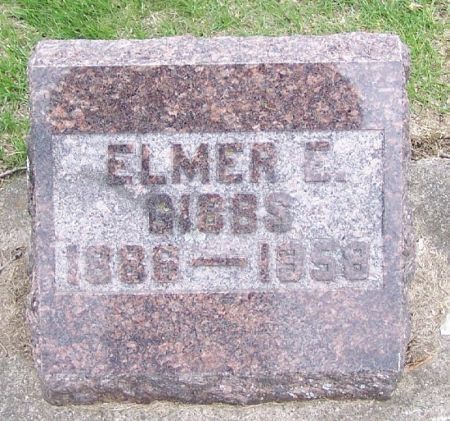 ELMER E.
GIBBS
1886 — 1958